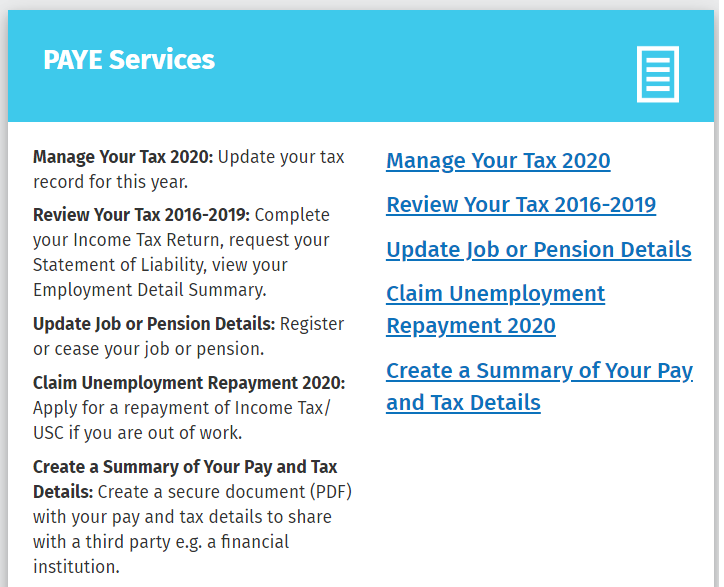 PAYE Services
Manage Your Tax 2020: Update your tax
record for this year.
Review Your Tax 2016-2019: Complete
your Income Tax Return, request your
Statement of Liability, view your
Employment Detail Summary.
Update Job or Pension Details: Register
or cease your job or pension.
Claim Unemployment Repayment 2020:
Apply for a repayment of Income Tax/
USC if you are out of work.
Create a Summary of Your Pay and Tax
Details: Create a secure document (PDF)
with your pay and tax details to share
with a third party e.g. a financial
institution.
Manage Your Tax 2020
Review Your Tax 2016-2019
Update Job or Pension Details
Claim Unemployment
Repayment 2020
Create a Summary of Your Pay
and Tax Details